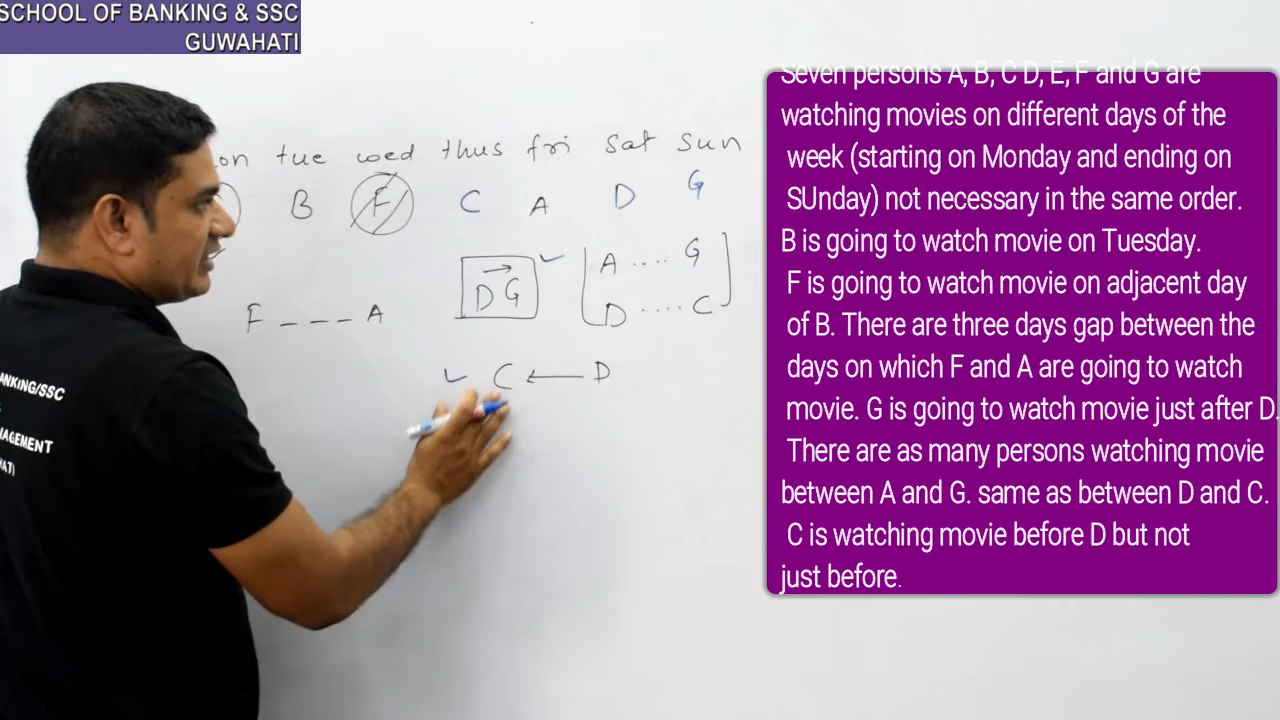 SCHOOL OF BANKING & SSC
GUWAHATI
on tue wed thus fri sat sun
B F C A D G
D G
A .... G
D .... C
F _ _ _ A
C ← D
ANKING/SSC
AGEMENT
HATI)
Seven persons A, B, C D, E, F and G are
watching movies on different days of the
week (starting on Monday and ending on
SUnday) not necessary in the same order.
B is going to watch movie on Tuesday.
F is going to watch movie on adjacent day
of B. There are three days gap between the
days on which F and A are going to watch
movie. G is going to watch movie just after D.
There are as many persons watching movie
between A and G. same as between D and C.
C is watching movie before D but not
just before.